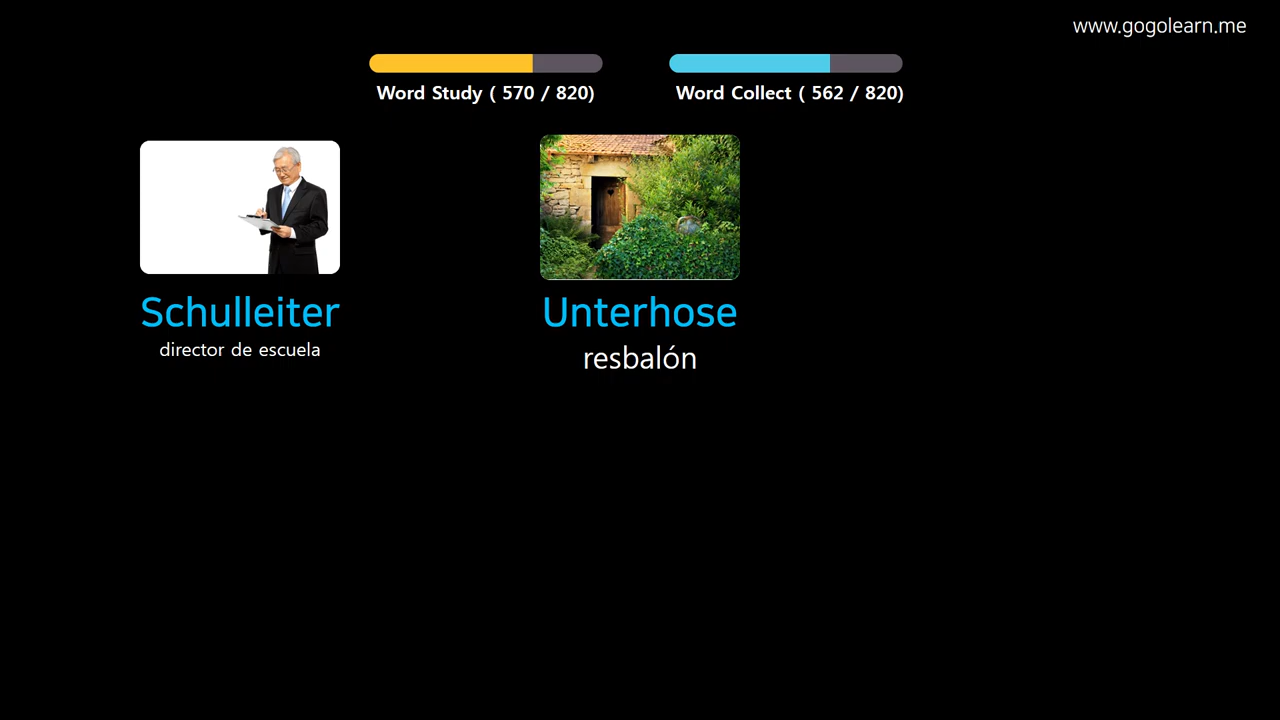 www.gogolearn.me
Word Study ( 570 / 820)
Word Collect ( 562 / 820)
Schulleiter
director de escuela
Unterhose
resbalón